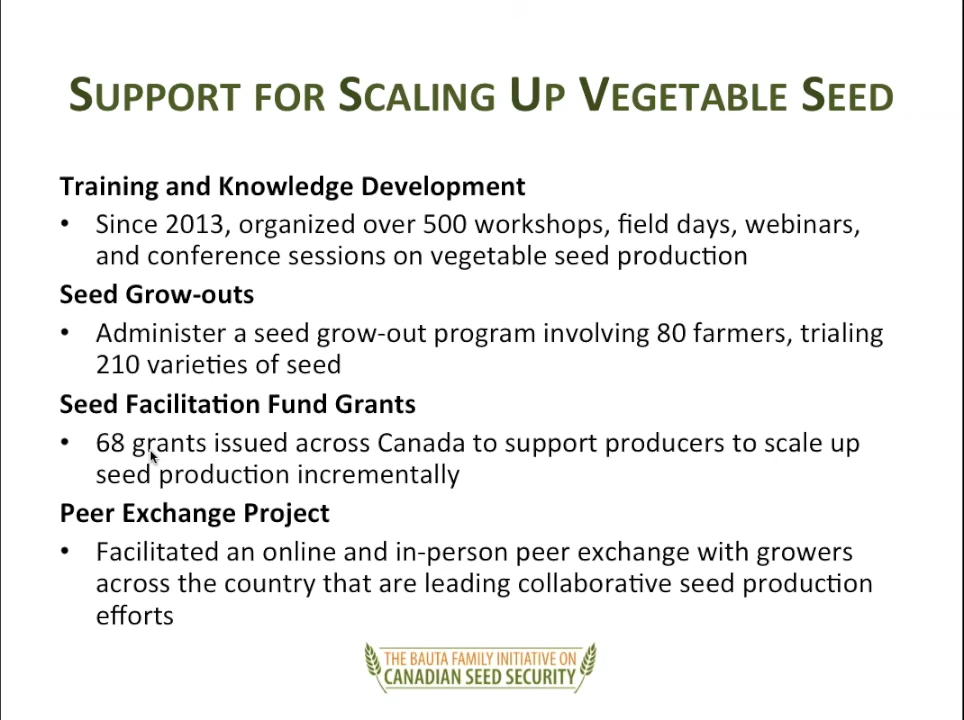 Support for Scaling Up Vegetable Seed
Training and Knowledge Development
• Since 2013, organized over 500 workshops, field days, webinars,
and conference sessions on vegetable seed production
Seed Grow-outs
• Administer a seed grow-out program involving 80 farmers, trialing
210 varieties of seed
Seed Facilitation Fund Grants
• 68 grants issued across Canada to support producers to scale up
seed production incrementally
Peer Exchange Project
• Facilitated an online and in-person peer exchange with growers
across the country that are leading collaborative seed production
efforts
THE BAUTA FAMILY INITIATIVE ON
CANADIAN SEED SECURITY